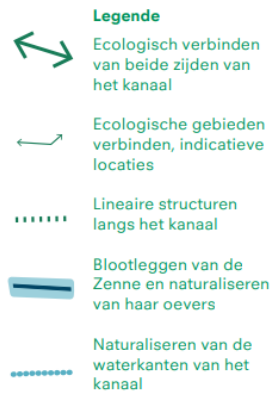 Legende
Ecologisch verbinden
van beide zijden van
het kanaal
Ecologische gebieden
verbinden, indicatieve
locaties
Lineaire structuren
langs het kanaal
Blootleggen van de
Zenne en naturaliseren
van haar oevers
Naturaliseren van de
waterkanten van het
kanaal